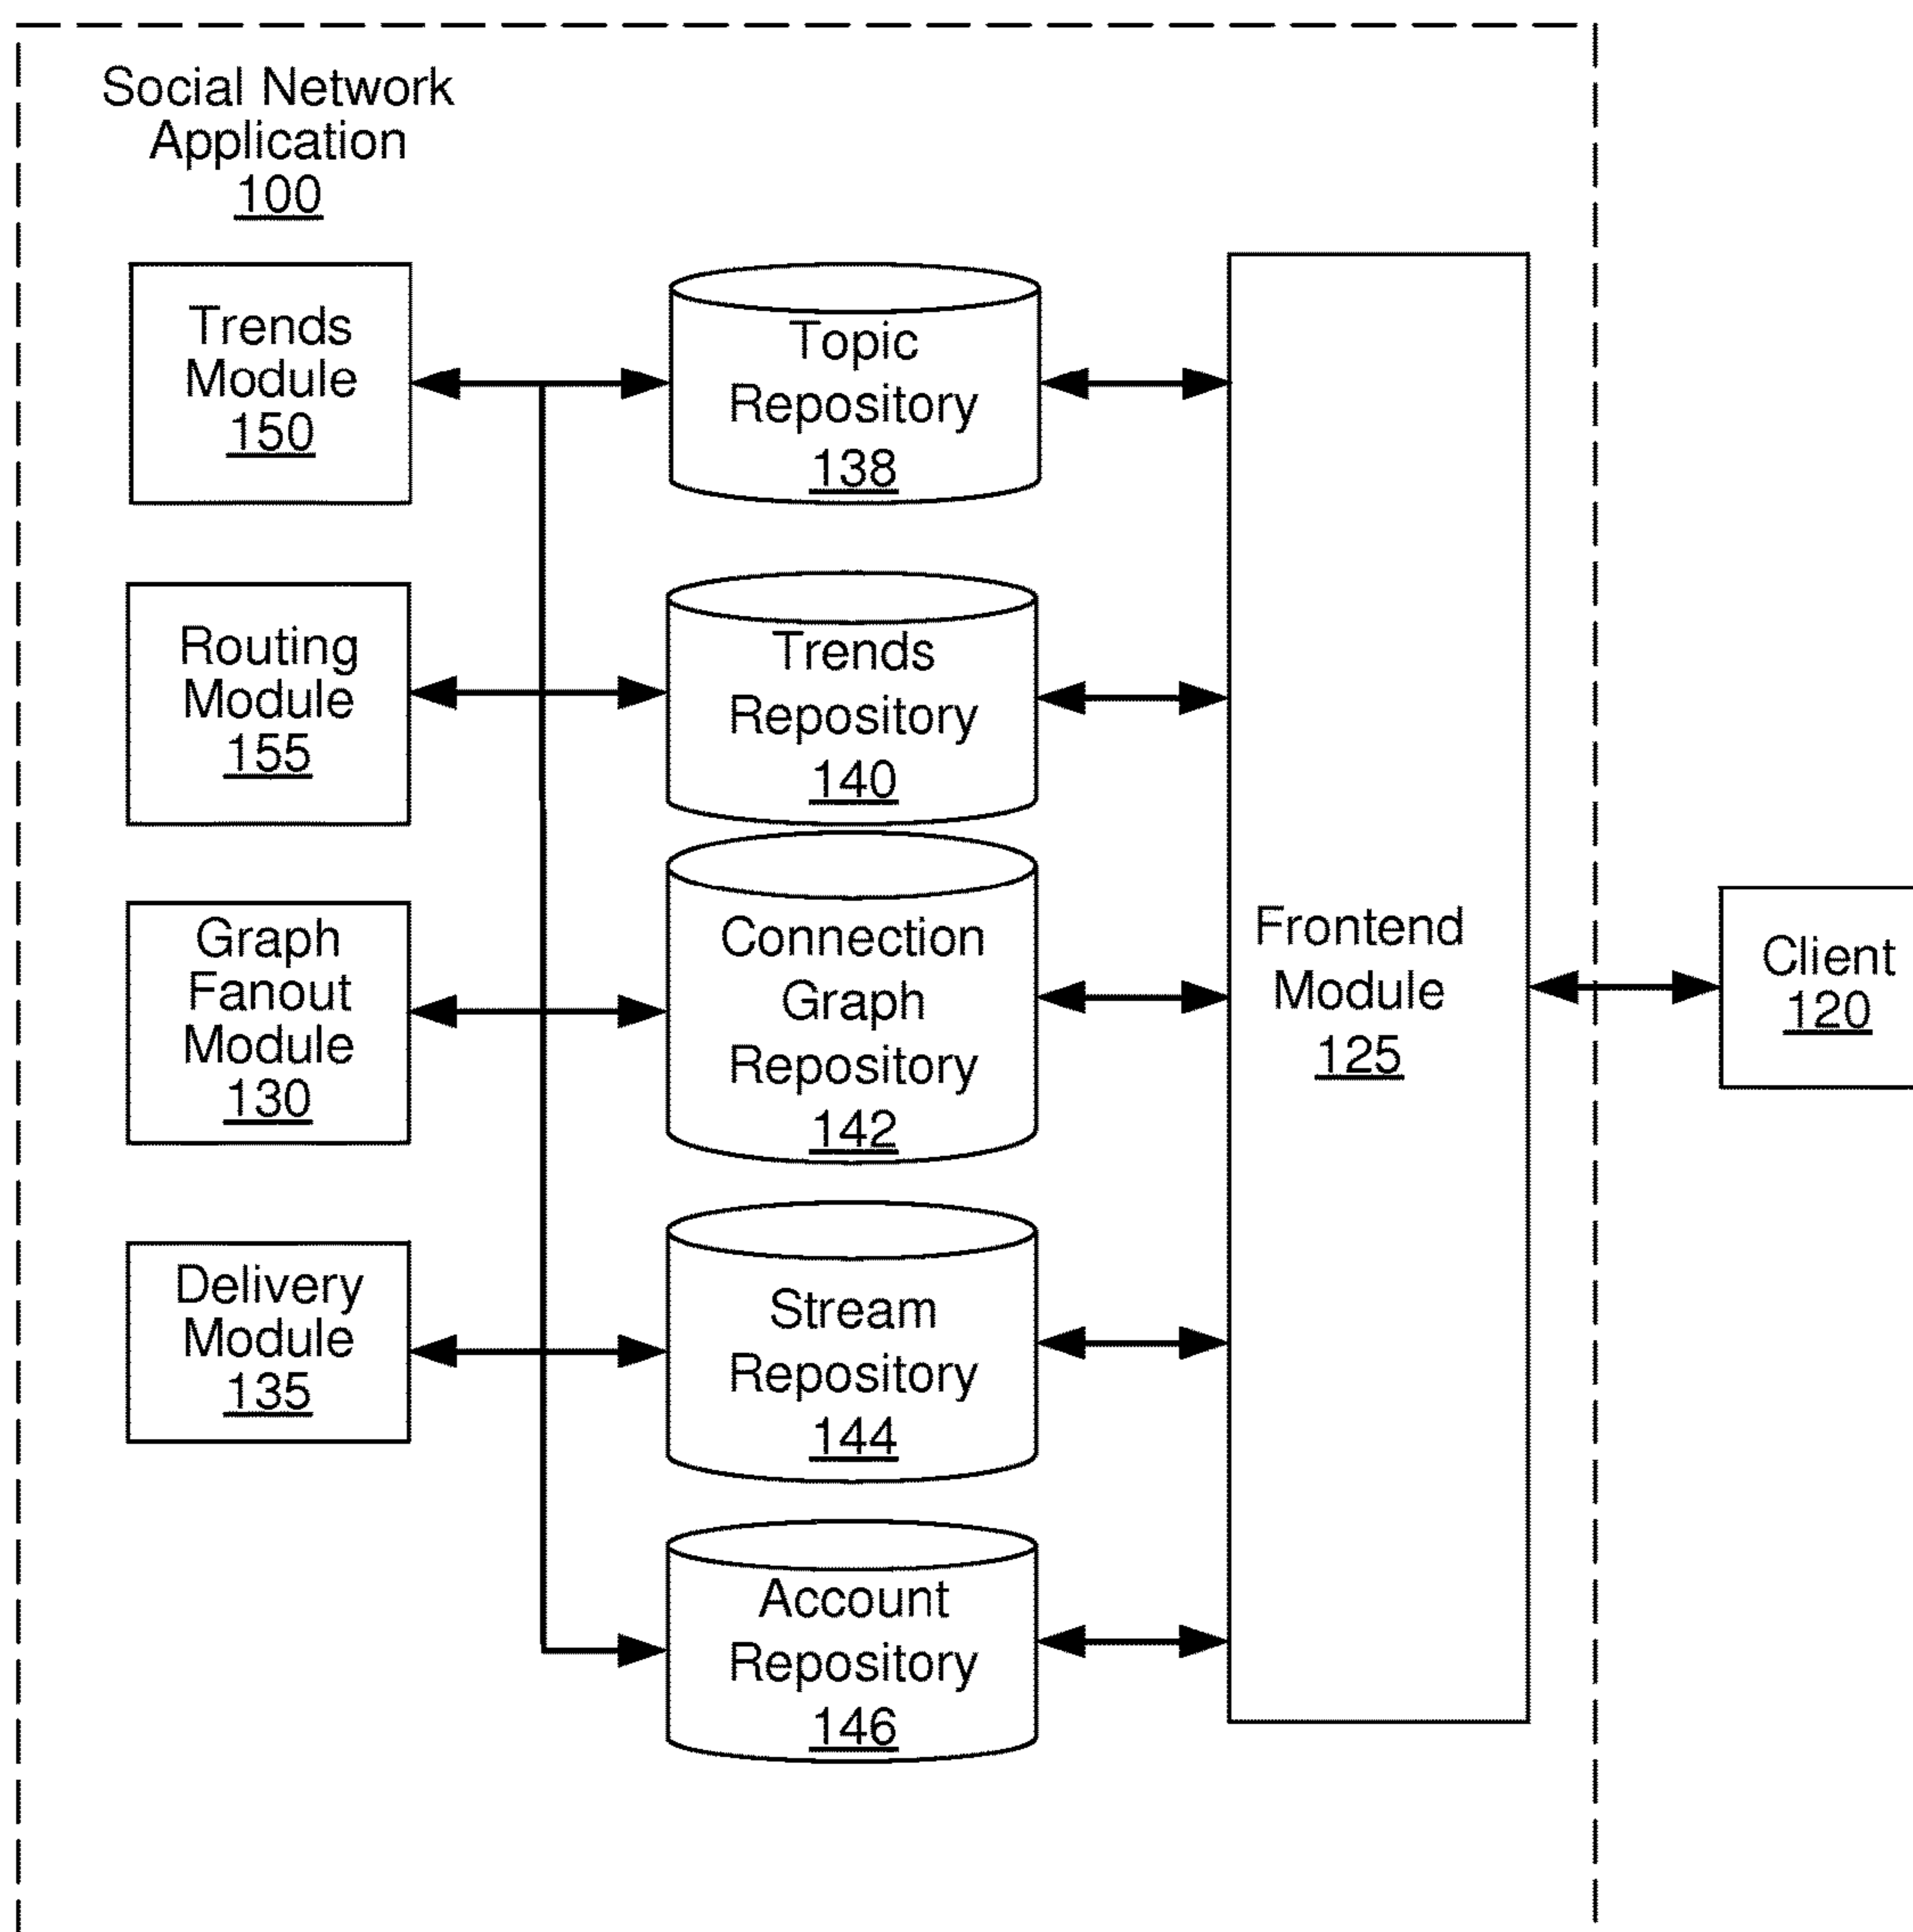 Social Network
Application
100
Trends
Module
150
Topic
Repository
138
Routing
Module
155
Trends
Repository
140
Graph
Fanout
Module
130
Connection
Graph
Repository
142
Frontend
Module
125
Client
120
Delivery
Module
135
Stream
Repository
144
Account
Repository
146